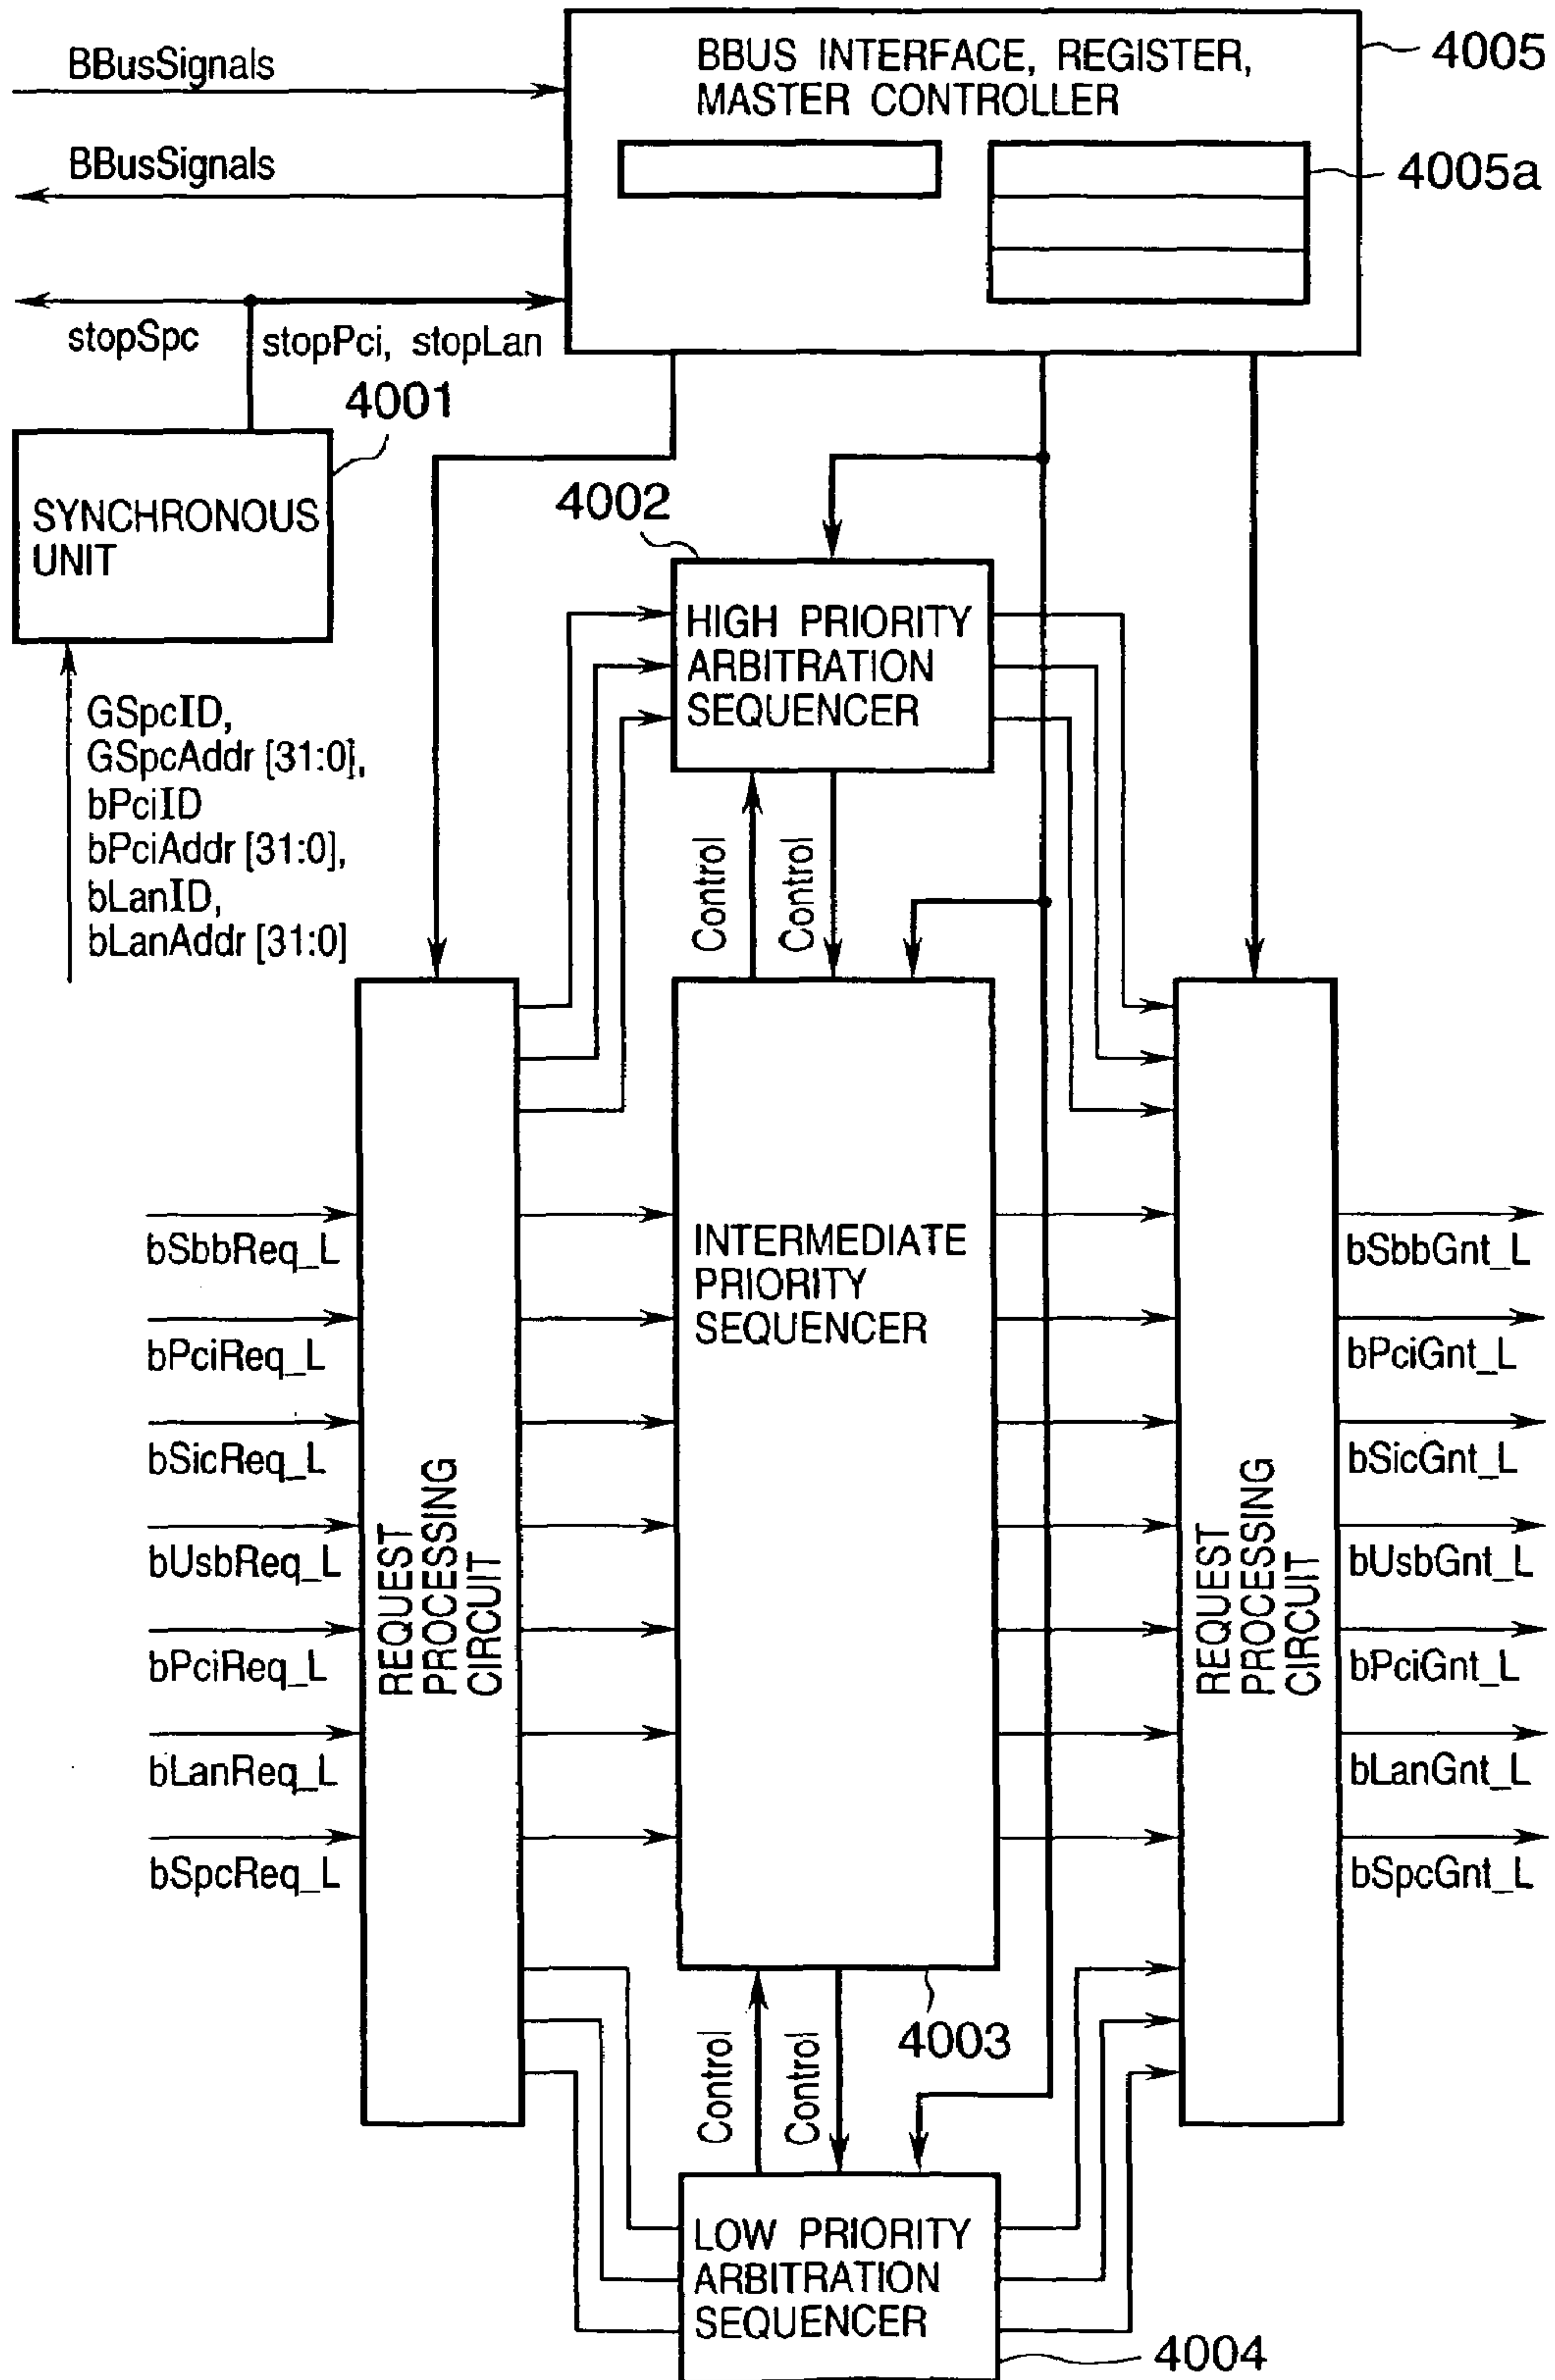 BBusSignals
BBUS INTERFACE, REGISTER,
MASTER CONTROLLER
4005
BBusSignals
4005a
stopSpc
stopPci, stopLan
4001
SYNCHRONOUS
UNIT
4002
HIGH PRIORITY
ARBITRATION
SEQUENCER
GSpcID,
GSpcAddr [31:0],
bPciID
bPciAddr [31:0],
bLanID,
bLanAddr [31:0]
Control
Control
bSbbReq_L
bPciReq_L
bSicReq_L
bUsbReq_L
bPciReq_L
bLanReq_L
bSpcReq_L
REQUEST
PROCESSING
CIRCUIT
INTERMEDIATE
PRIORITY
SEQUENCER
REQUEST
PROCESSING
CIRCUIT
bSbbGnt_L
bPciGnt_L
bSicGnt_L
bUsbGnt_L
bPciGnt_L
bLanGnt_L
bSpcGnt_L
4003
Control
Control
LOW PRIORITY
ARBITRATION
SEQUENCER
4004